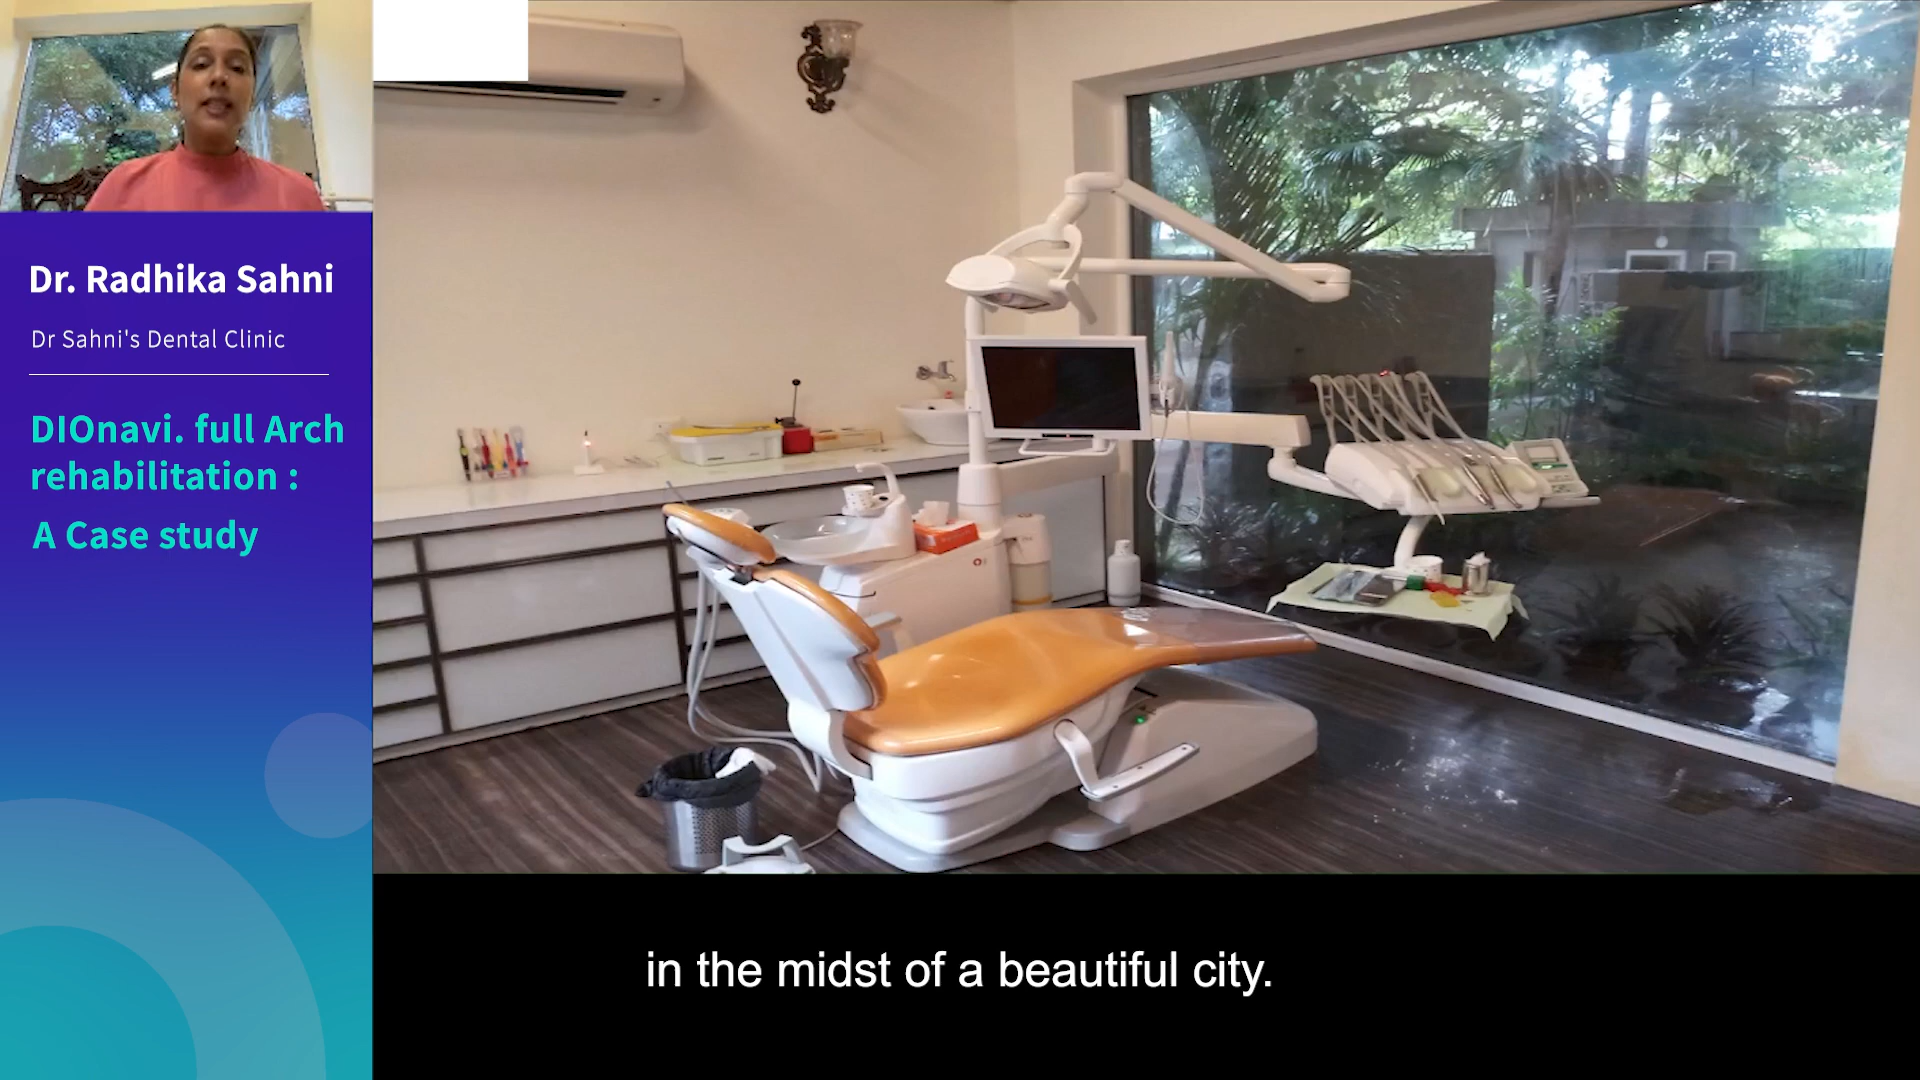 Dr. Radhika Sahni
Dr Sahni's Dental Clinic
DIOnavi. full Arch
rehabilitation :
A Case study
in the midst of a beautiful city.